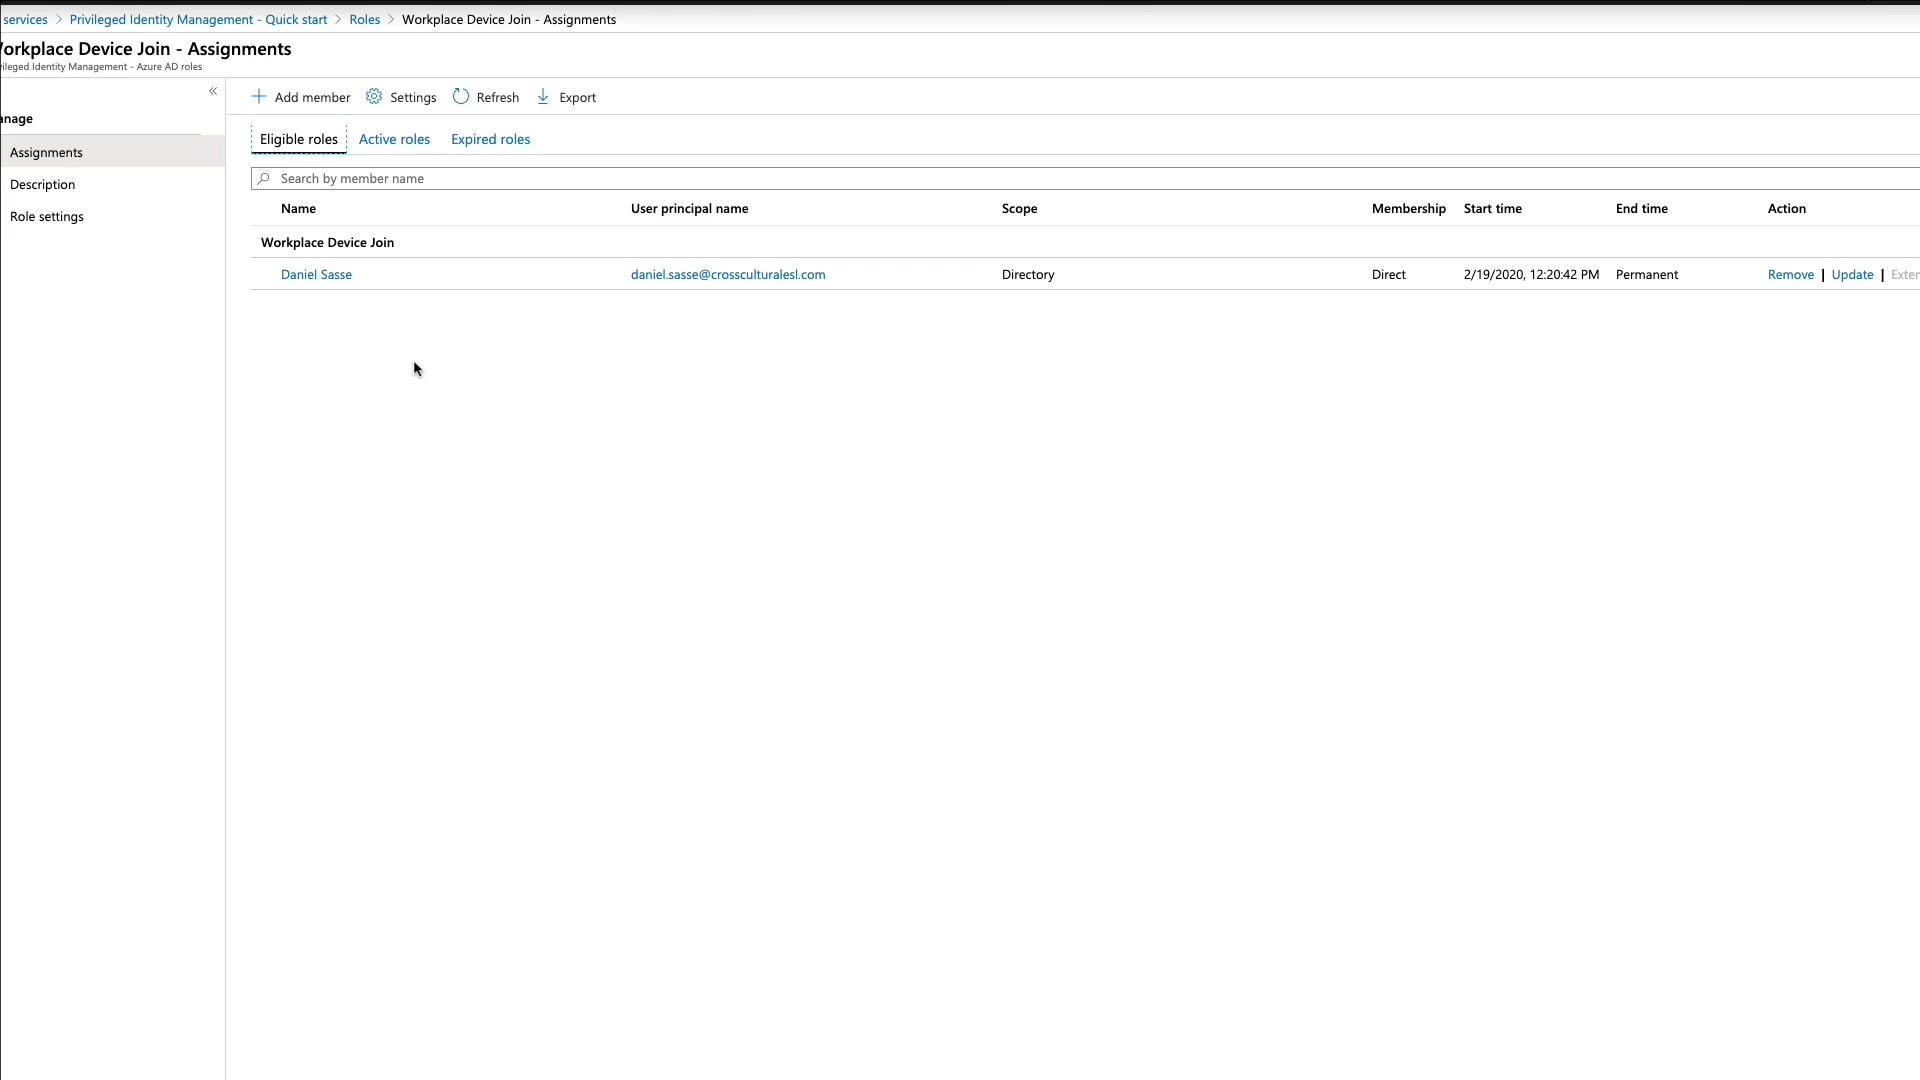 services > Privileged Identity Management - Quick start > Roles > Workplace Device Join - Assignments
orkplace Device Join - Assignments
ileged Identity Management - Azure AD roles
«
Add member Settings Refresh Export
anage
Eligible roles Active roles Expired roles
Assignments
Search by member name
Description
Name User principal name Scope Membership Start time End time Action
Role settings
Workplace Device Join
Daniel Sasse daniel.sasse@crossculturalesl.com Directory Direct 2/19/2020, 12:20:42 PM Permanent Remove | Update | Exter